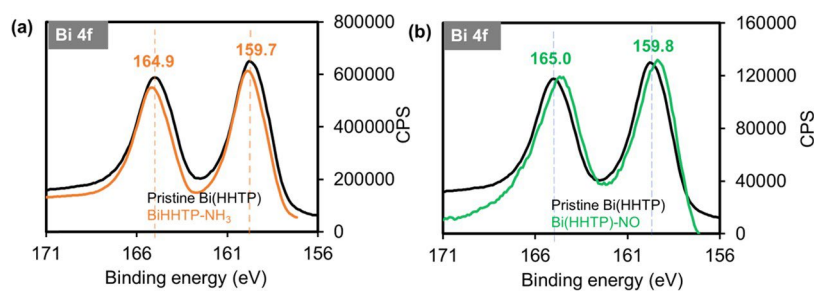 (a)
Bi 4f
164.9
159.7
Pristine Bi(HHTP)
BiHHTP-NH₃
800000
600000
400000
200000
0
CPS
171
166
161
156
Binding energy (eV)
(b)
Bi 4f
165.0
159.8
Pristine Bi(HHTP)
Bi(HHTP)-NO
160000
120000
80000
40000
0
CPS
171
166
161
156
Binding energy (eV)